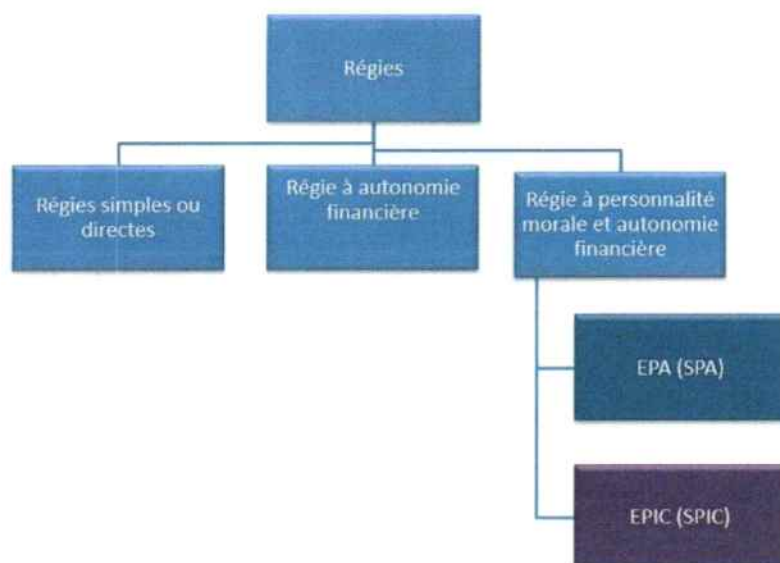 Régies
Régies simples ou
directes
Régie à autonomie
financière
Régie à personnalité
morale et autonomie
financière
EPA (SPA)
EPIC (SPIC)